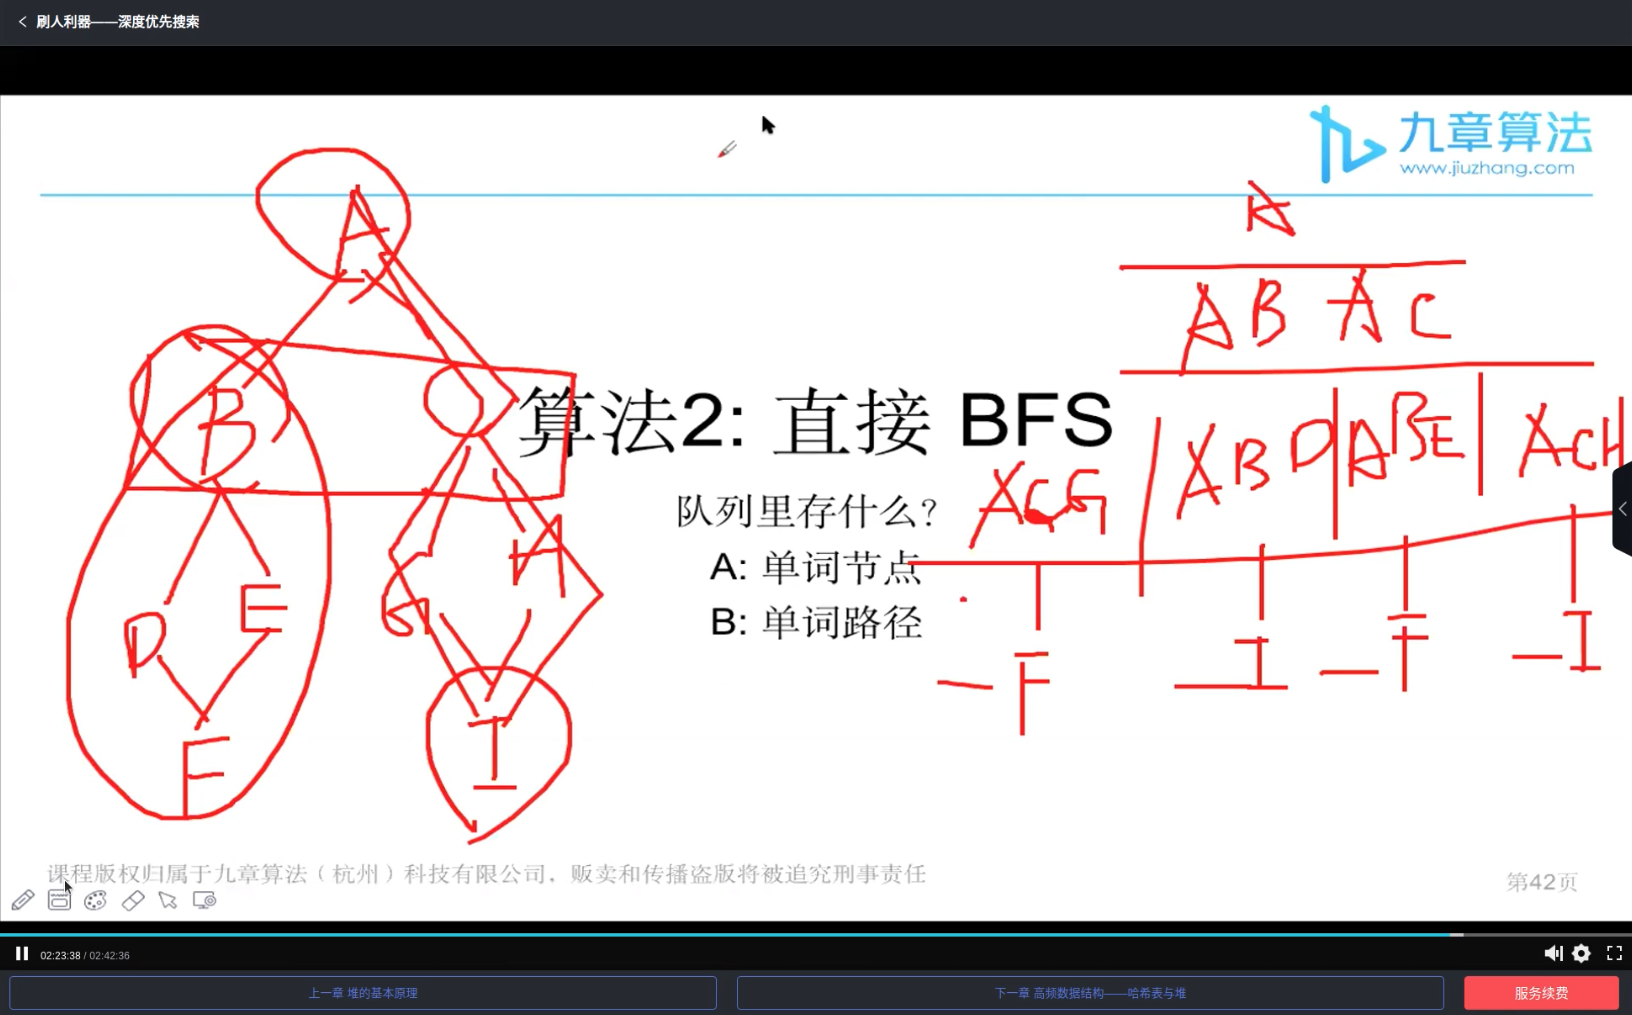 刷人利器——深度优先搜索
九章算法
www.jiuzhang.com
A
A
AB AC
B
算法2: 直接 BFS
ACG ABD ABE ACH
队列里存什么?
G H
A: 单词节点
D E
B: 单词路径
F I
F I F I
课程版权归属于九章算法(杭州)科技有限公司,贩卖和传播盗版将被追究刑事责任
第42页
02:23:38 / 02:42:36
上一章 堆的基本原理
下一章 高频数据结构——哈希表与堆
服务续费